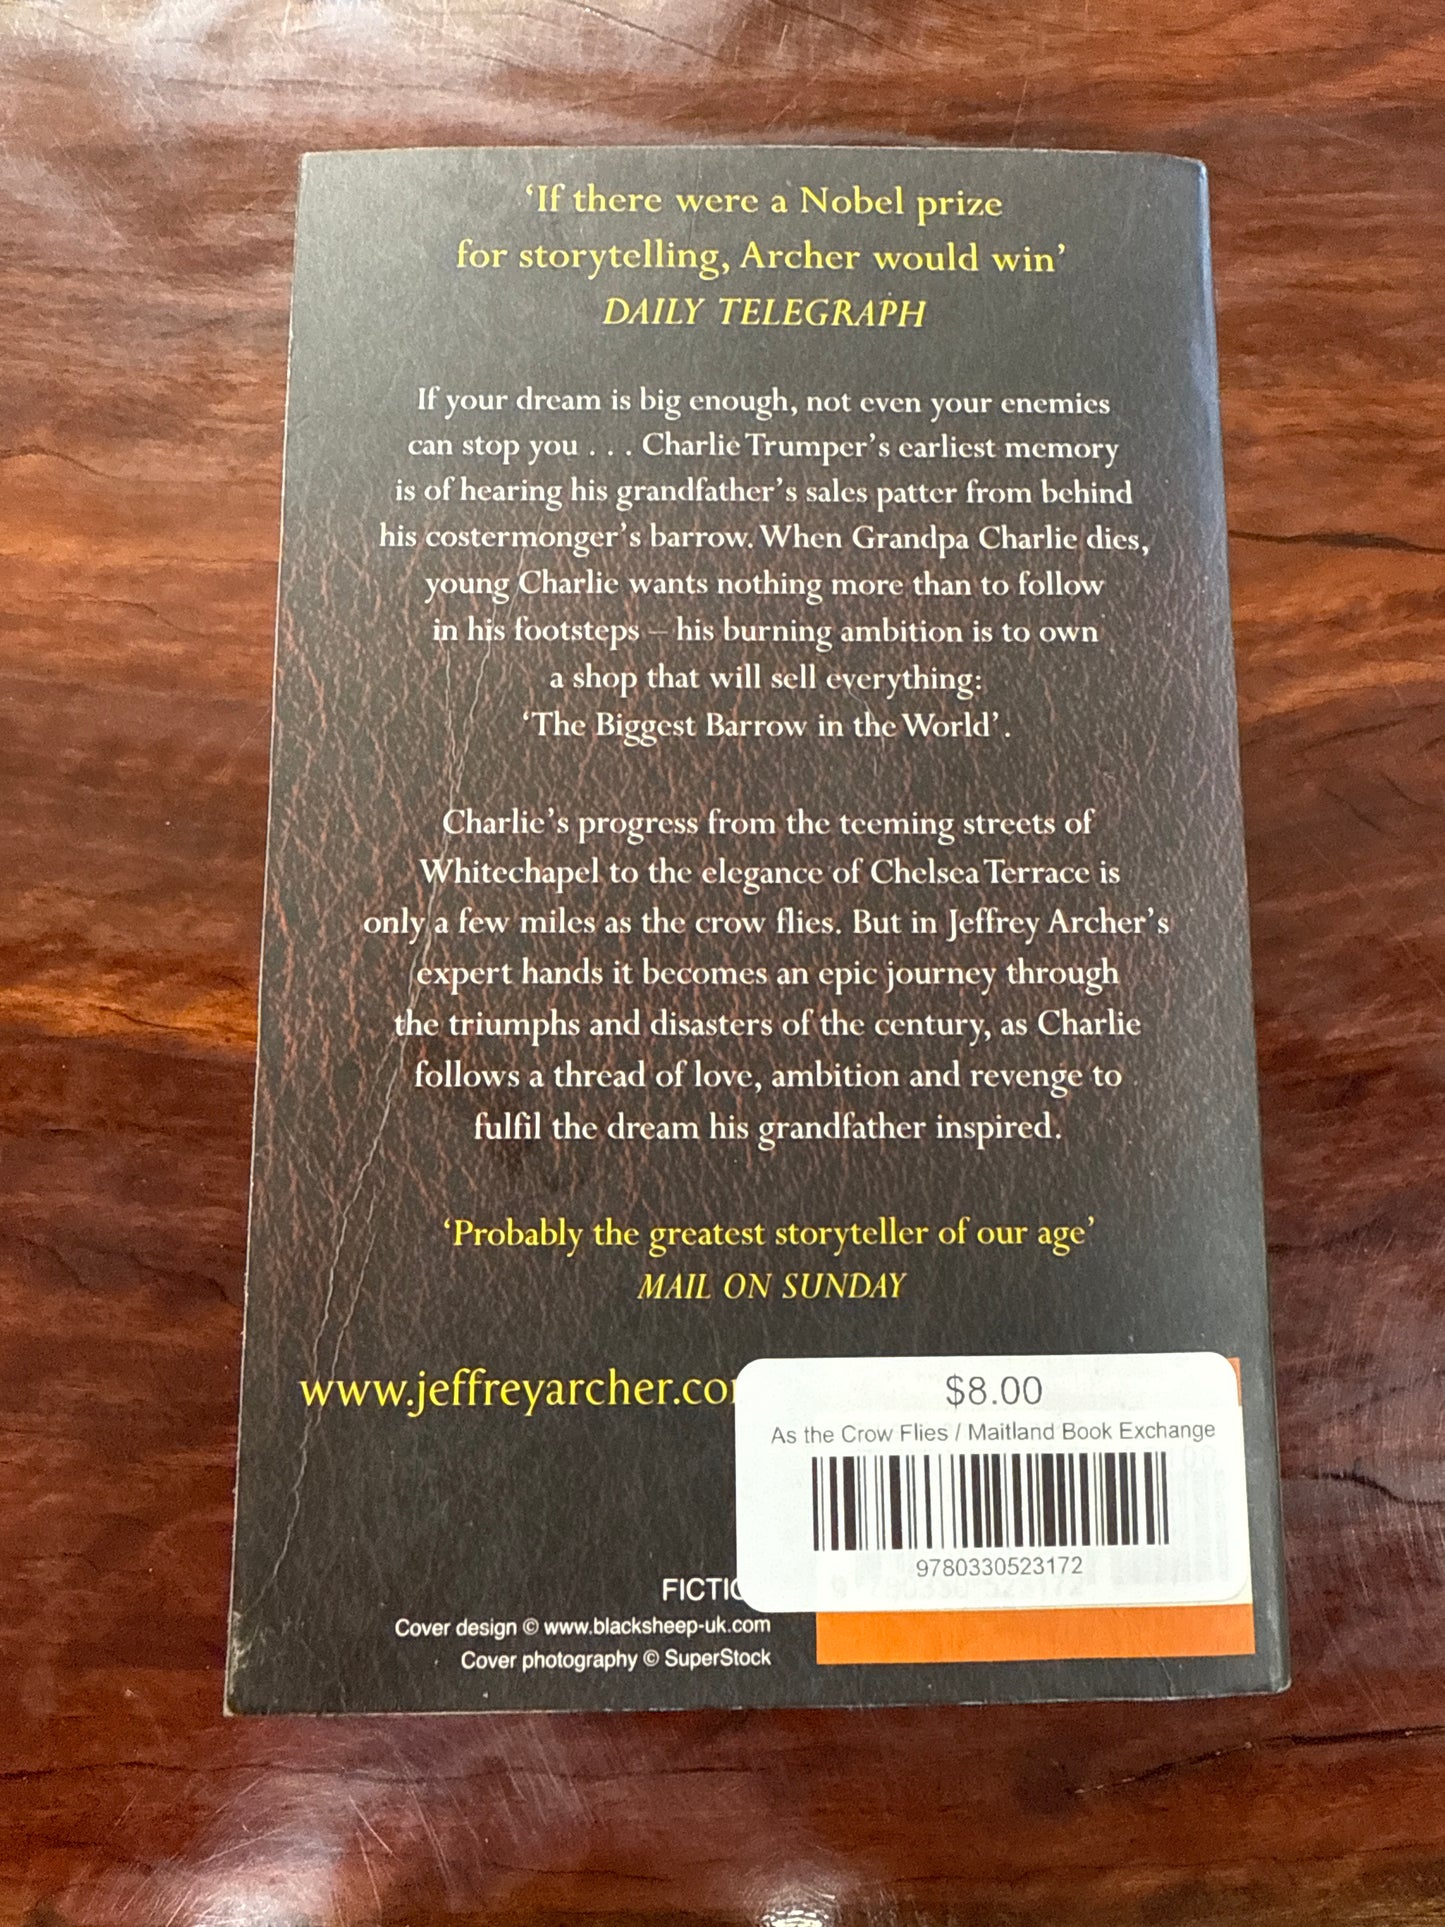 ‘If there were a Nobel prize
for storytelling, Archer would win’
DAILY TELEGRAPH
If your dream is big enough, not even your enemies
can stop you . . . Charlie Trumper’s earliest memory
is of hearing his grandfather’s sales patter from behind
his costermonger’s barrow. When Grandpa Charlie dies,
young Charlie wants nothing more than to follow
in his footsteps – his burning ambition is to own
a shop that will sell everything:
‘The Biggest Barrow in the World’.
Charlie’s progress from the teeming streets of
Whitechapel to the elegance of Chelsea Terrace is
only a few miles as the crow flies. But in Jeffrey Archer’s
expert hands it becomes an epic journey through
the triumphs and disasters of the century, as Charlie
follows a thread of love, ambition and revenge to
fulfil the dream his grandfather inspired.
‘Probably the greatest storyteller of our age’
MAIL ON SUNDAY
www.jeffreyarcher.co
$8.00
As the Crow Flies / Maitland Book Exchange
9780330523172
FICTIO
Cover design © www.blacksheep-uk.com
Cover photography © SuperStock